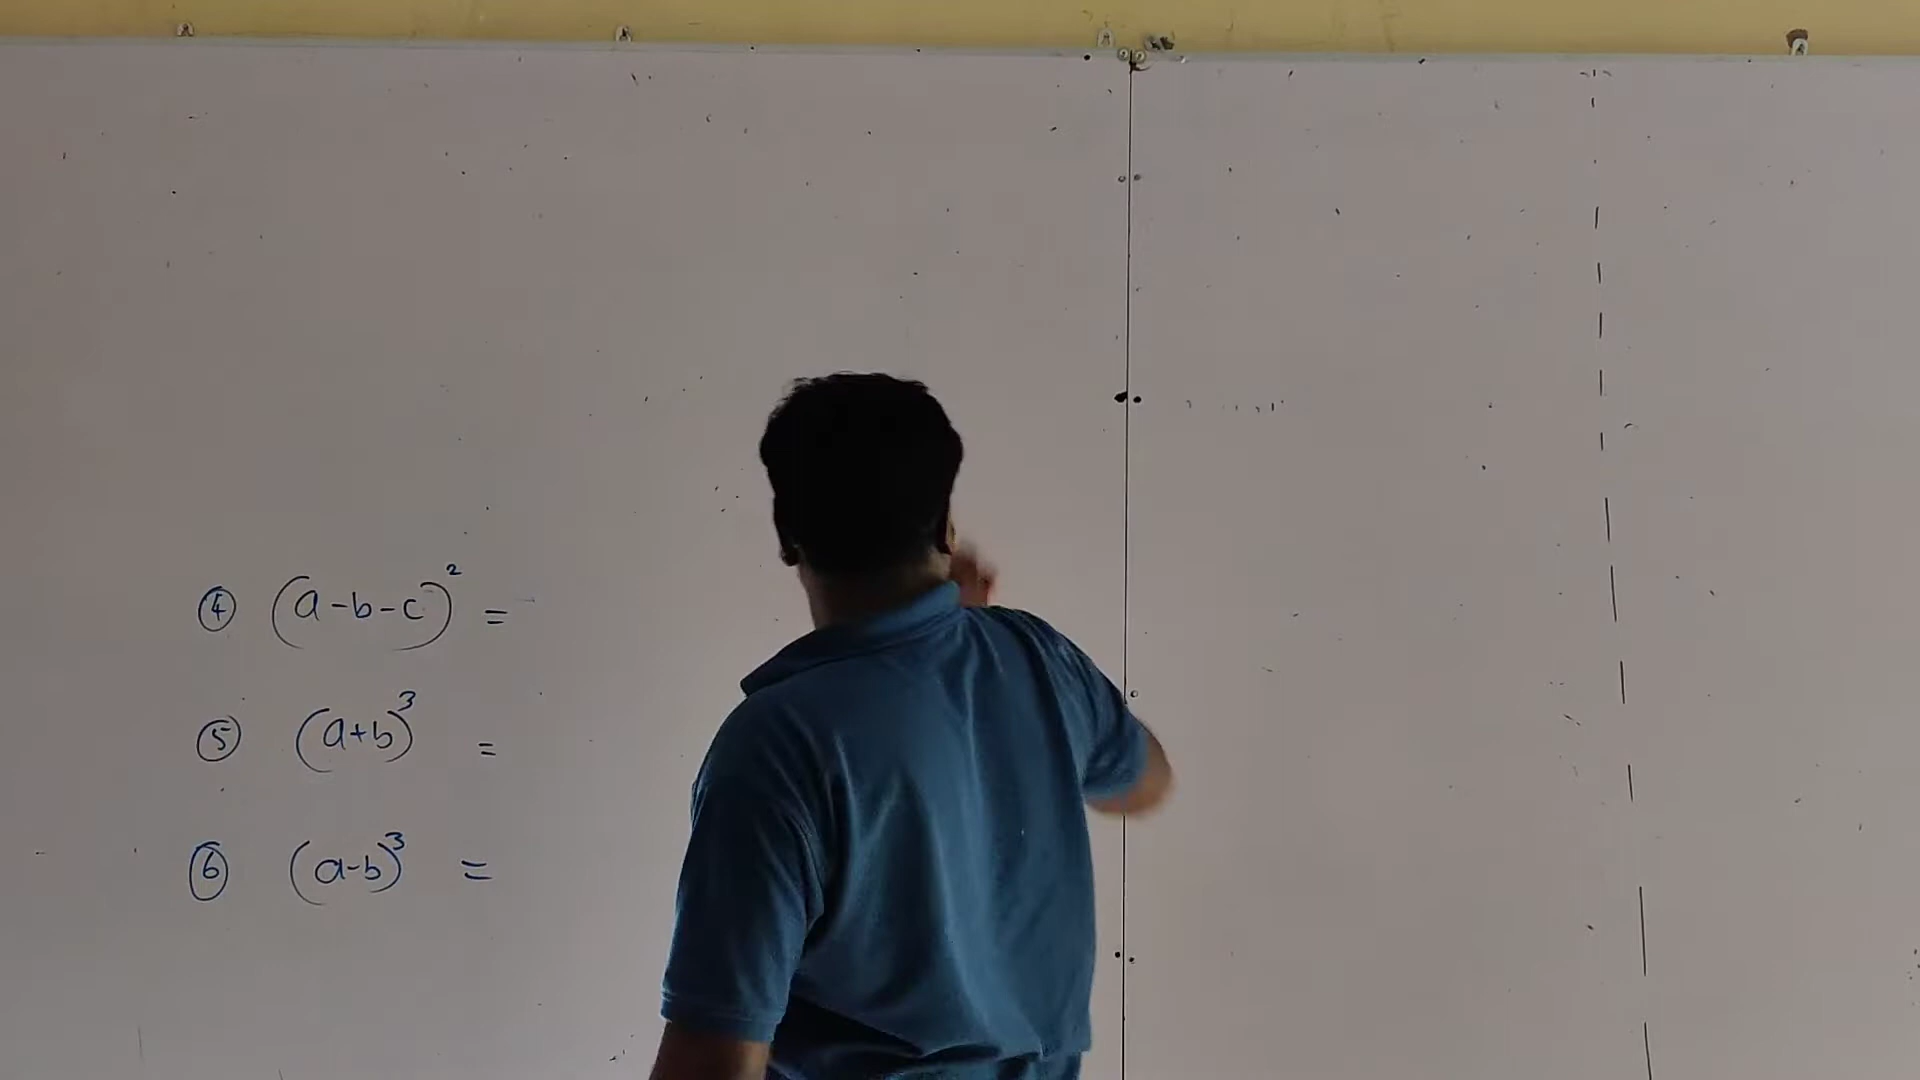 ④ (a-b-c)² =
⑤ (a+b)³ =
⑥ (a-b)³ =